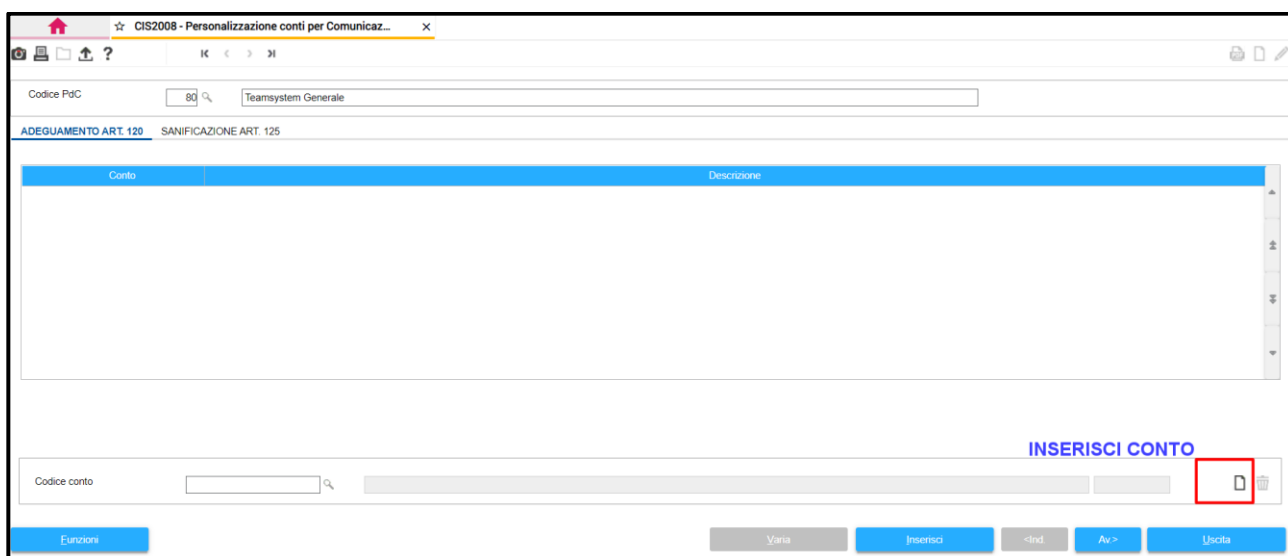 CIS2008 - Personalizzazione conti per Comunicaz...
Codice PdC 80 Teamsystem Generale
ADEGUAMENTO ART. 120 SANIFICAZIONE ART. 125
Conto Descrizione
INSERISCI CONTO
Codice conto
Funzioni Varia Inserisci <Ind. Av.> Uscita